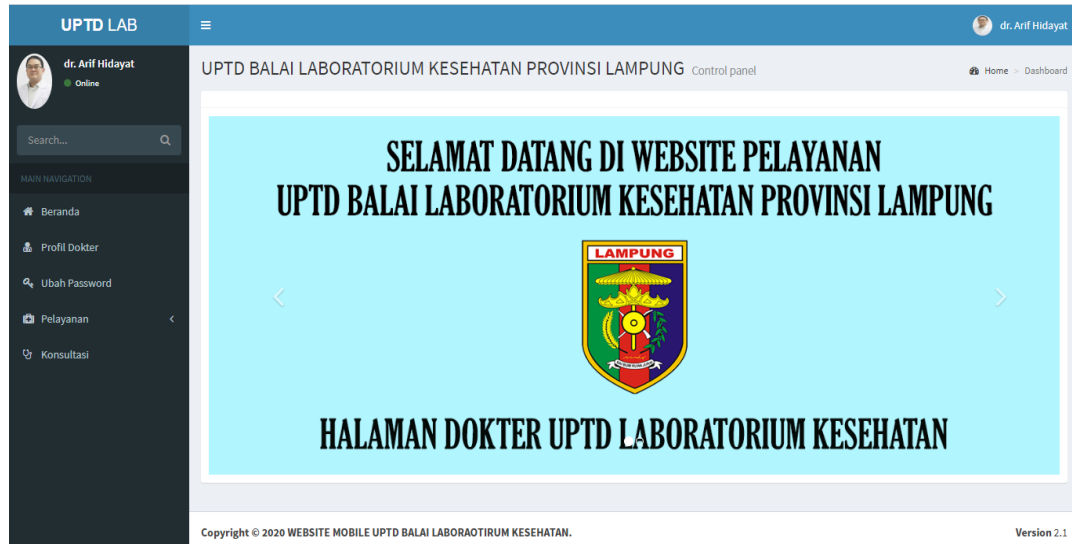 UPTD LAB
dr. Arif Hidayat
dr. Arif Hidayat
Online
UPTD BALAI LABORATORIUM KESEHATAN PROVINSI LAMPUNG Control panel
Home > Dashboard
Search...
MAIN NAVIGATION
Beranda
Profil Dokter
Ubah Password
Pelayanan
Konsultasi
SELAMAT DATANG DI WEBSITE PELAYANAN
UPTD BALAI LABORATORIUM KESEHATAN PROVINSI LAMPUNG
LAMPUNG
HALAMAN DOKTER UPTD LABORATORIUM KESEHATAN
Copyright © 2020 WEBSITE MOBILE UPTD BALAI LABORAOTIRUM KESEHATAN.
Version 2.1